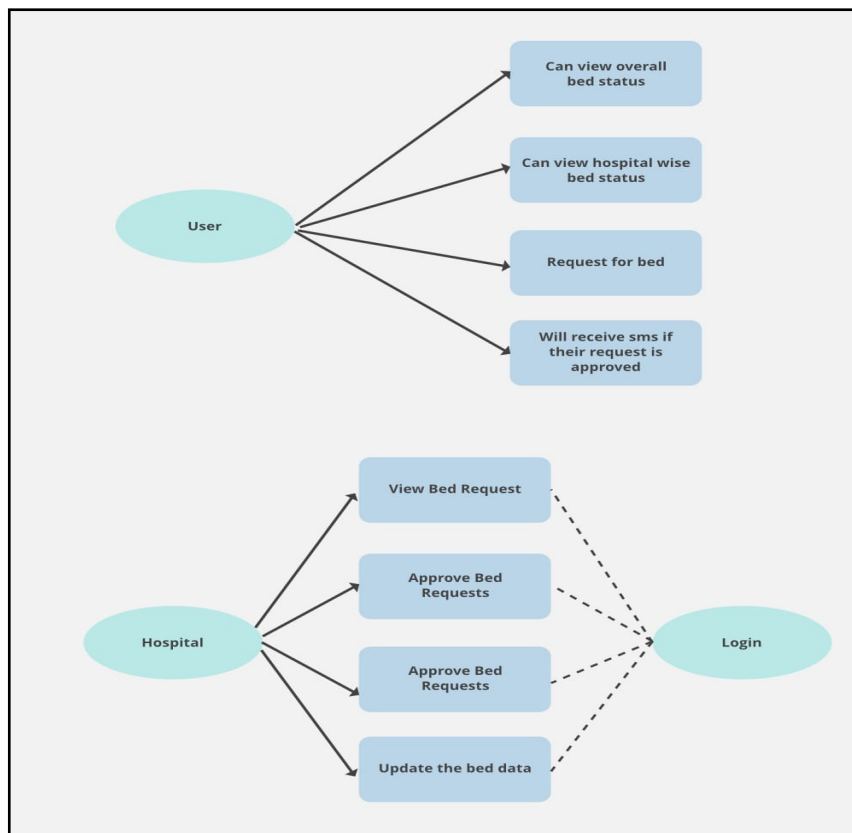 Can view overall
bed status
Can view hospital wise
bed status
User
Request for bed
Will receive sms if
their request is
approved
View Bed Request
Approve Bed
Requests
Hospital
Login
Approve Bed
Requests
Update the bed data